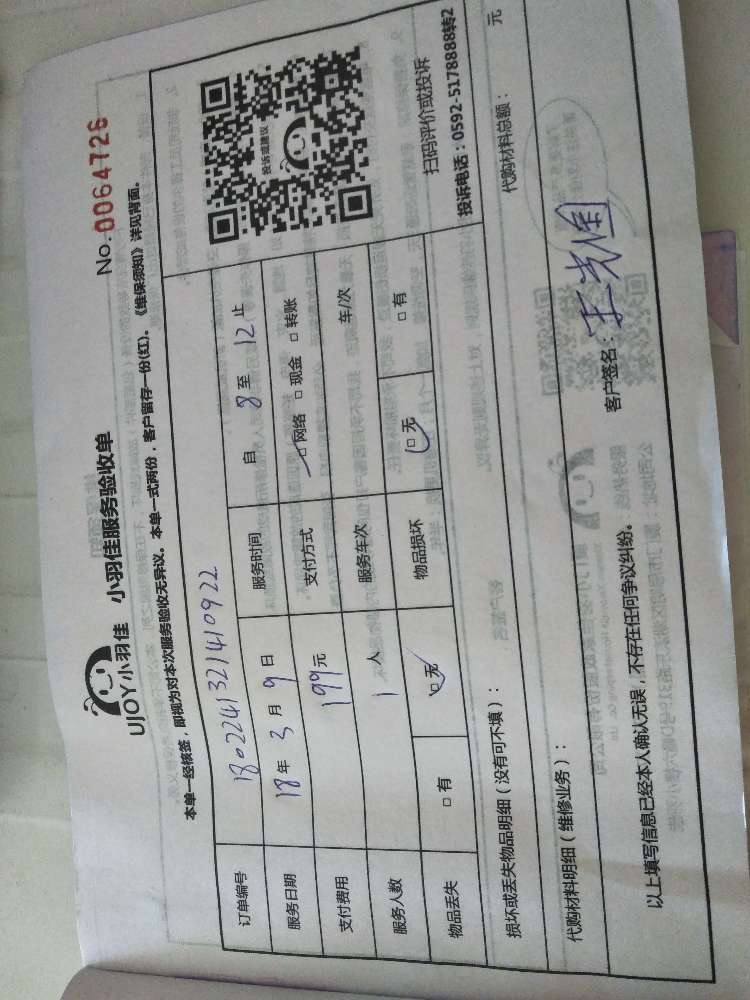 UJOY小羽佳 小羽佳服务验收单 No.0064726
本单一经核签，即视为对本次服务验收无异议。本单一式两份，客户留存一份(红)。《维保须知》详见背面。
订单编号 180224132141410922
服务日期 18年3月9日 服务时间 自 8 至 12 止
支付费用 199元 支付方式 □网络 □现金 □转账
服务人数 1 人 服务车次 车/次
物品丢失 □有 □无 物品损坏 □无 □有
投诉或建议
扫码评价或投诉
投诉电话：0592-5178888转2
损坏或丢失物品明细（没有可不填）：
代购材料明细（维修业务）： 代购材料总额： 元
以上填写信息已经本人确认无误，不存在任何争议纠纷。 客户签名：